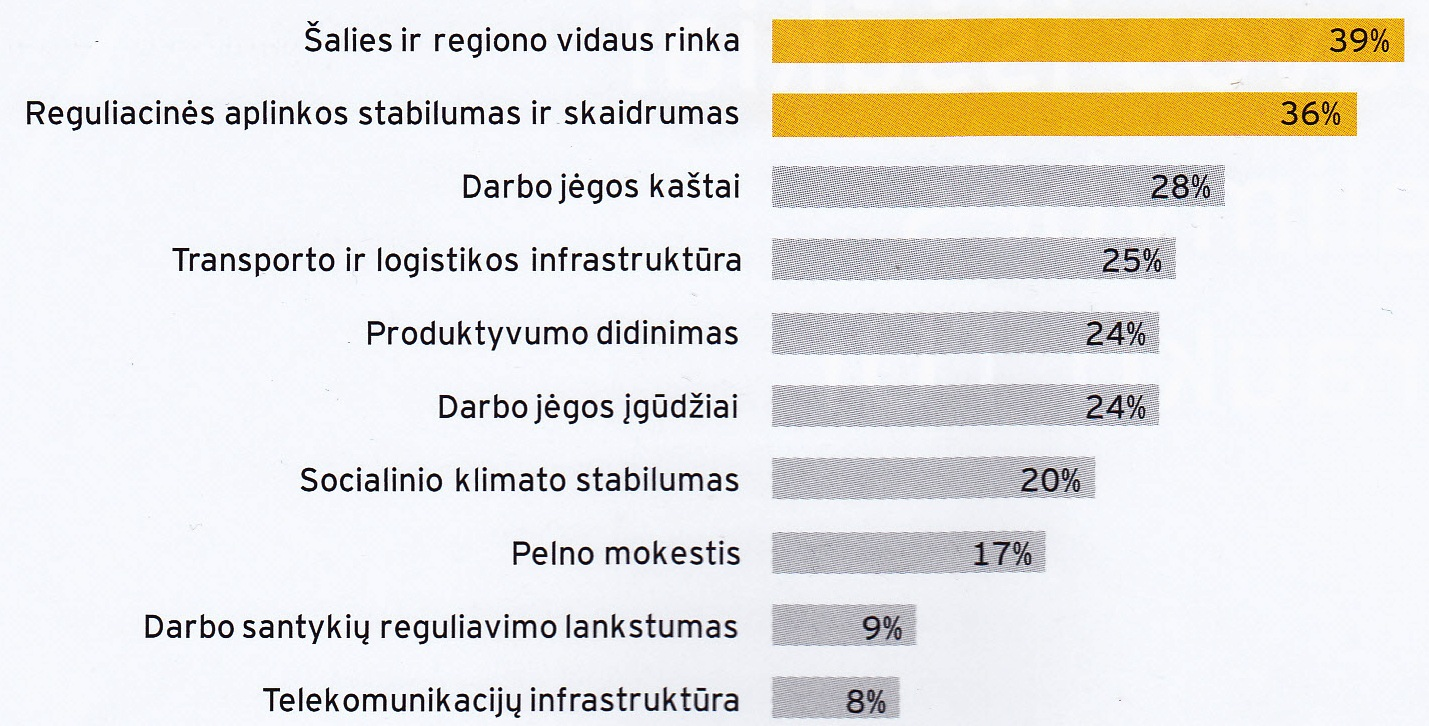 Šalies ir regiono vidaus rinka 39%
Reguliacinės aplinkos stabilumas ir skaidrumas 36%
Darbo jėgos kaštai 28%
Transporto ir logistikos infrastruktūra 25%
Produktyvumo didinimas 24%
Darbo jėgos įgūdžiai 24%
Socialinio klimato stabilumas 20%
Pelno mokestis 17%
Darbo santykių reguliavimo lankstumas 9%
Telekomunikacijų infrastruktūra 8%